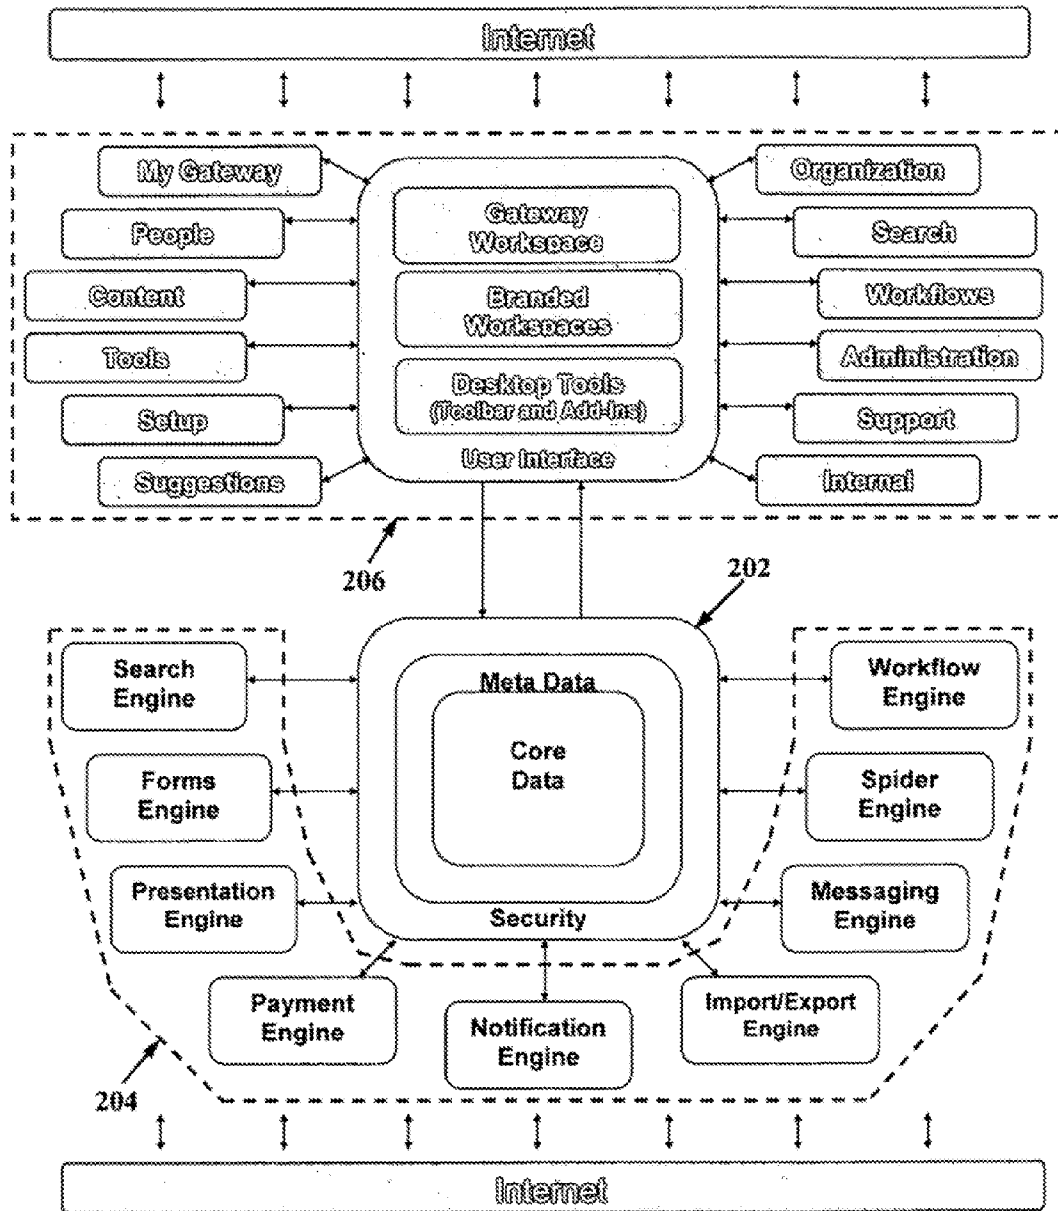 Internet
My Gateway
People
Content
Tools
Setup
Suggestions
Gateway
Workspace
Branded
Workspaces
Desktop Tools
(Toolbar and Add-Ins)
User Interface
Organization
Search
Workflows
Administration
Support
Internal
206
202
Search
Engine
Forms
Engine
Presentation
Engine
Payment
Engine
Meta Data
Core
Data
Security
Notification
Engine
Workflow
Engine
Spider
Engine
Messaging
Engine
Import/Export
Engine
204
Internet